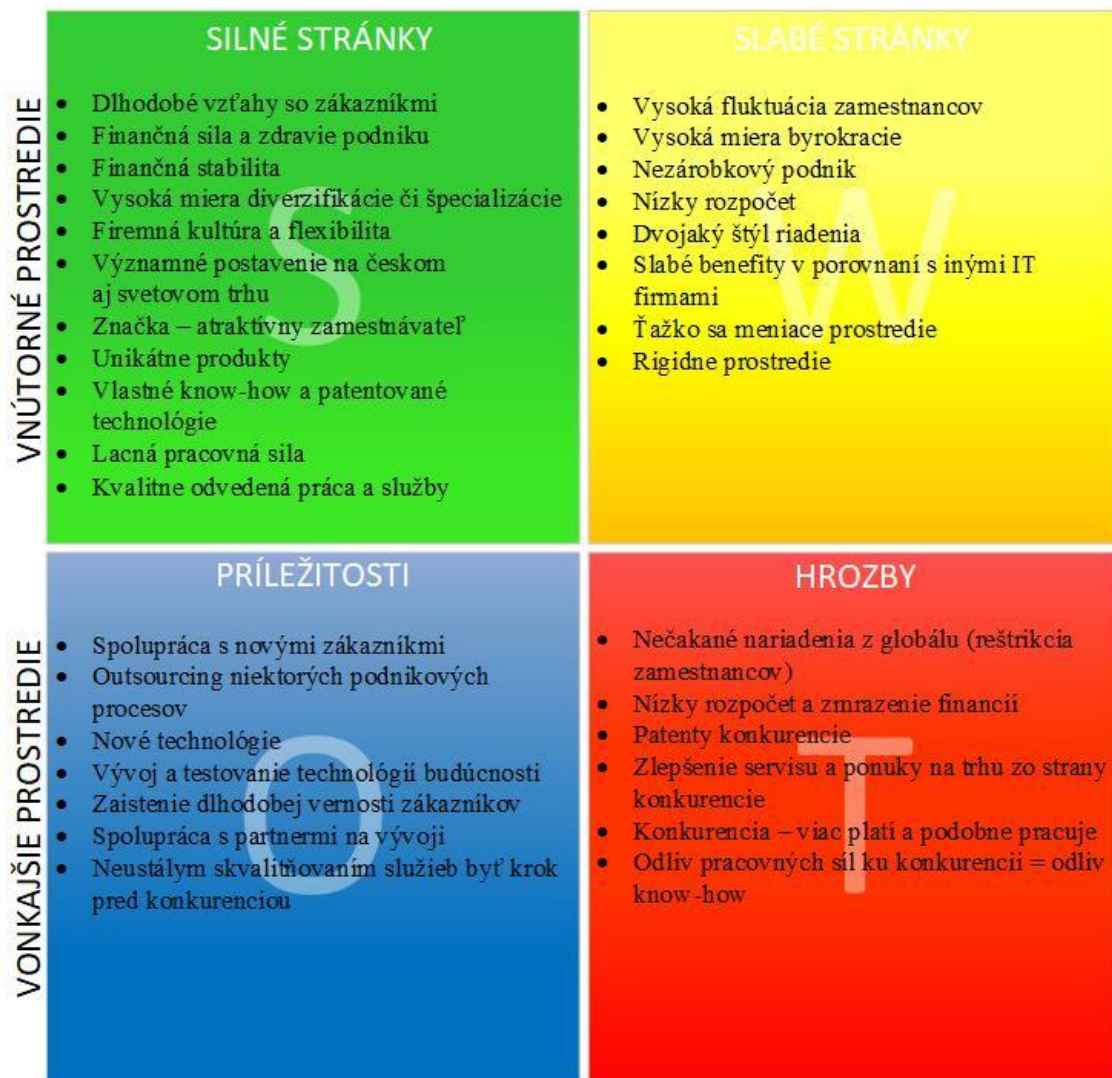 VNÚTORNÉ PROSTREDIE
SILNÉ STRÁNKY
• Dlhodobé vzťahy so zákazníkmi
• Finančná sila a zdravie podniku
• Finančná stabilita
• Vysoká miera diverzifikácie či špecializácie
• Firemná kultúra a flexibilita
• Významné postavenie na českom
aj svetovom trhu
• Značka – atraktívny zamestnávateľ
• Unikátne produkty
• Vlastné know-how a patentované
technológie
• Lacná pracovná sila
• Kvalitne odvedená práca a služby
S
SLABÉ STRÁNKY
• Vysoká fluktuácia zamestnancov
• Vysoká miera byrokracie
• Nezárobkový podnik
• Nízky rozpočet
• Dvojaký štýl riadenia
• Slabé benefity v porovnaní s inými IT
firmami
• Ťažko sa meniace prostredie
• Rigidne prostredie
W
VONKAJŠIE PROSTREDIE
PRÍLEŽITOSTI
• Spolupráca s novými zákazníkmi
• Outsourcing niektorých podnikových
procesov
• Nové technológie
• Vývoj a testovanie technológií budúcnosti
• Zaistenie dlhodobej vernosti zákazníkov
• Spolupráca s partnermi na vývoji
• Neustálym skvalitňovaním služieb byť krok
pred konkurenciou
O
HROZBY
• Nečakané nariadenia z globálu (reštrikcia
zamestnancov)
• Nízky rozpočet a zmrazenie financií
• Patenty konkurencie
• Zlepšenie servisu a ponuky na trhu zo strany
konkurencie
• Konkurencia – viac platí a podobne pracuje
• Odliv pracovných síl ku konkurencii = odliv
know-how
T